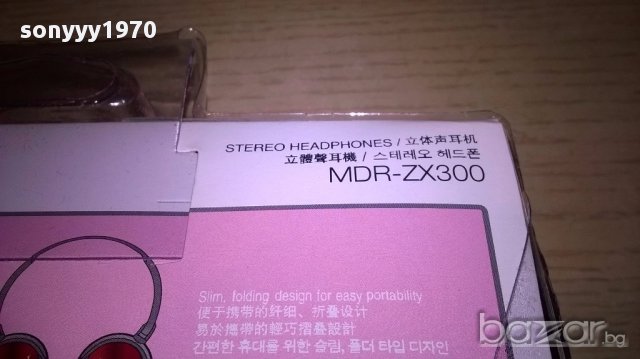 sonyyy1970
STEREO HEADPHONES / 立体声耳机
立體聲耳機 / 스테레오 헤드폰
MDR-ZX300
Slim, folding design for easy portability
便于携带的纤细、折叠设计
易於攜帶的輕巧摺疊設計
간편한 휴대를 위한 슬림, 폴더 타입 디자인
bazar.bg